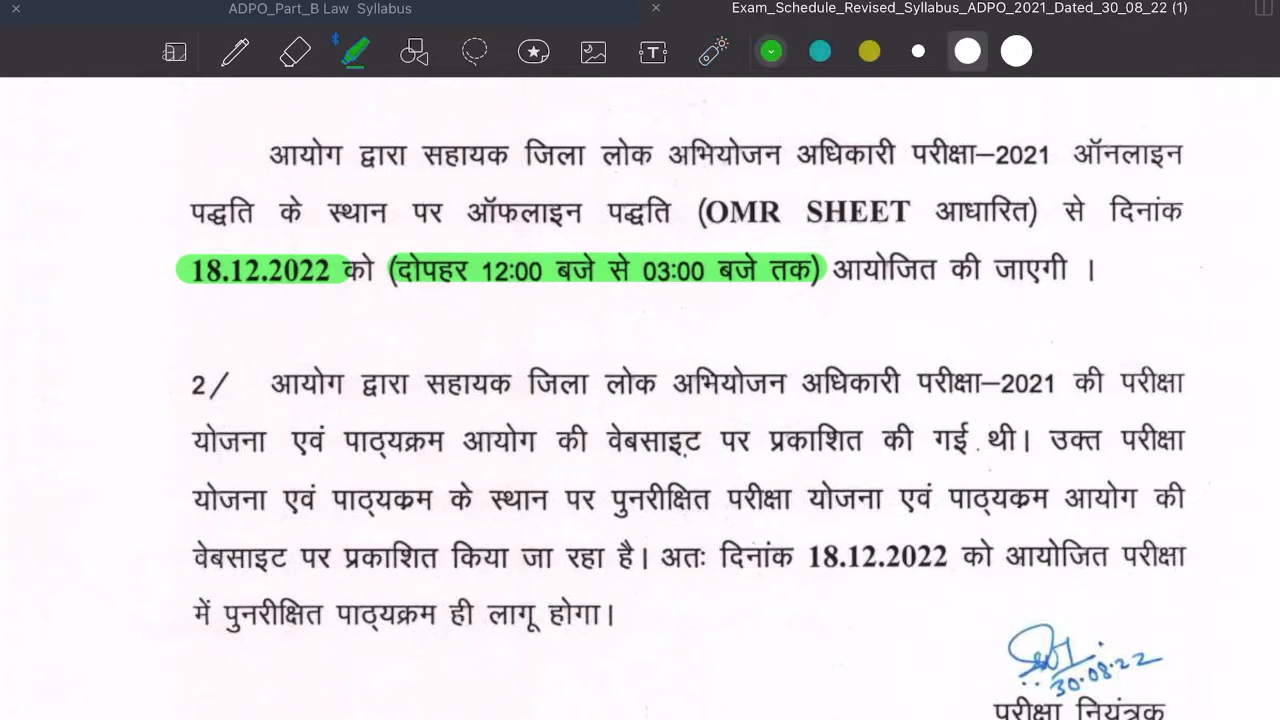 ADPO_Part_B Law Syllabus
Exam_Schedule_Revised_Syllabus_ADPO_2021_Dated_30_08_22 (1)
आयोग द्वारा सहायक जिला लोक अभियोजन अधिकारी परीक्षा–2021 ऑनलाइन
पद्धति के स्थान पर ऑफलाइन पद्धति (OMR SHEET आधारित) से दिनांक
18.12.2022 को (दोपहर 12:00 बजे से 03:00 बजे तक) आयोजित की जाएगी ।
2/ आयोग द्वारा सहायक जिला लोक अभियोजन अधिकारी परीक्षा–2021 की परीक्षा
योजना एवं पाठ्यक्रम आयोग की वेबसाइट पर प्रकाशित की गई थी। उक्त परीक्षा
योजना एवं पाठ्यक्रम के स्थान पर पुनरीक्षित परीक्षा योजना एवं पाठ्यक्रम आयोग की
वेबसाइट पर प्रकाशित किया जा रहा है। अतः दिनांक 18.12.2022 को आयोजित परीक्षा
में पुनरीक्षित पाठ्यक्रम ही लागू होगा।
30.08.22
परीक्षा नियंत्रक